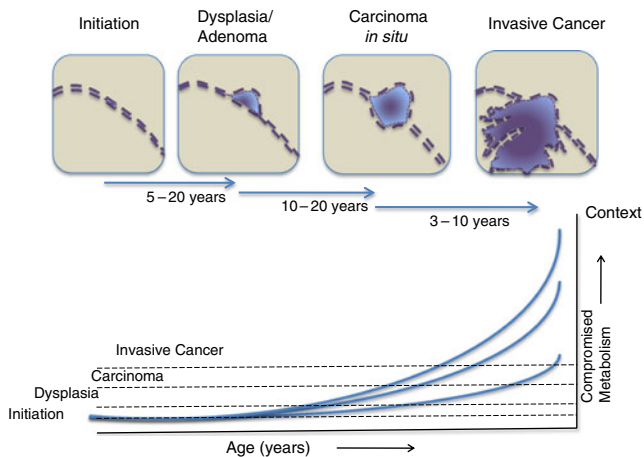 Initiation
Dysplasia/
Adenoma
Carcinoma
in situ
Invasive Cancer
5–20 years
10–20 years
3–10 years
Context
Compromised
Metabolism
Invasive Cancer
Carcinoma
Dysplasia
Initiation
Age (years)